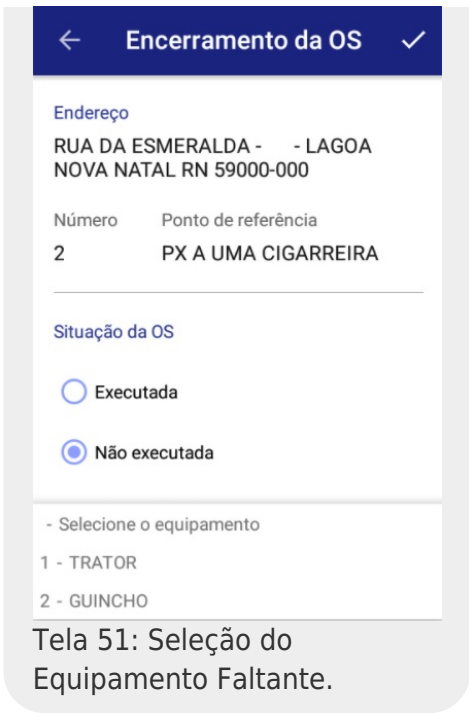 Encerramento da OS
Endereço
RUA DA ESMERALDA - - LAGOA
NOVA NATAL RN 59000-000
Número Ponto de referência
2 PX A UMA CIGARREIRA
Situação da OS
Executada
Não executada
- Selecione o equipamento
1 - TRATOR
2 - GUINCHO
Tela 51: Seleção do
Equipamento Faltante.